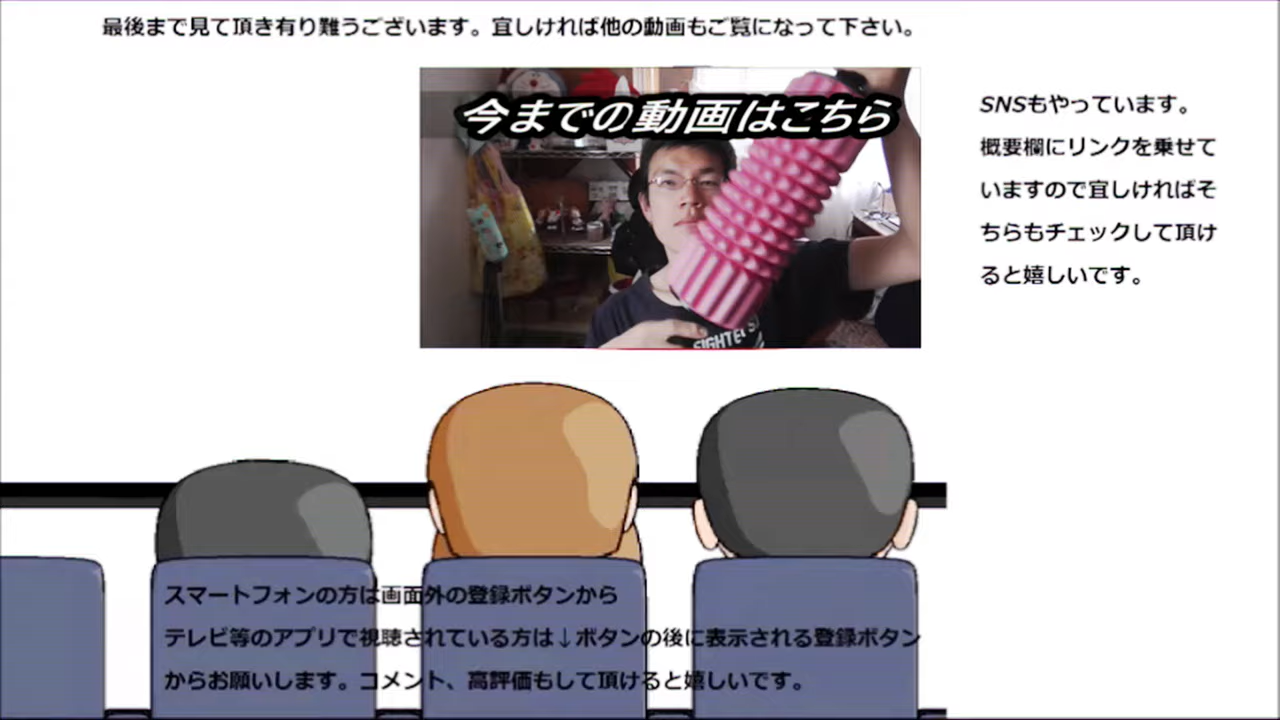 最後まで見て頂き有り難うございます。宜しければ他の動画もご覧になって下さい。
今までの動画はこちら
SNSもやっています。
概要欄にリンクを乗せて
いますので宜しければそ
ちらもチェックして頂け
ると嬉しいです。
スマートフォンの方は画面外の登録ボタンから
テレビ等のアプリで視聴されている方は↓ボタンの後に表示される登録ボタン
からお願いします。コメント、高評価もして頂けると嬉しいです。